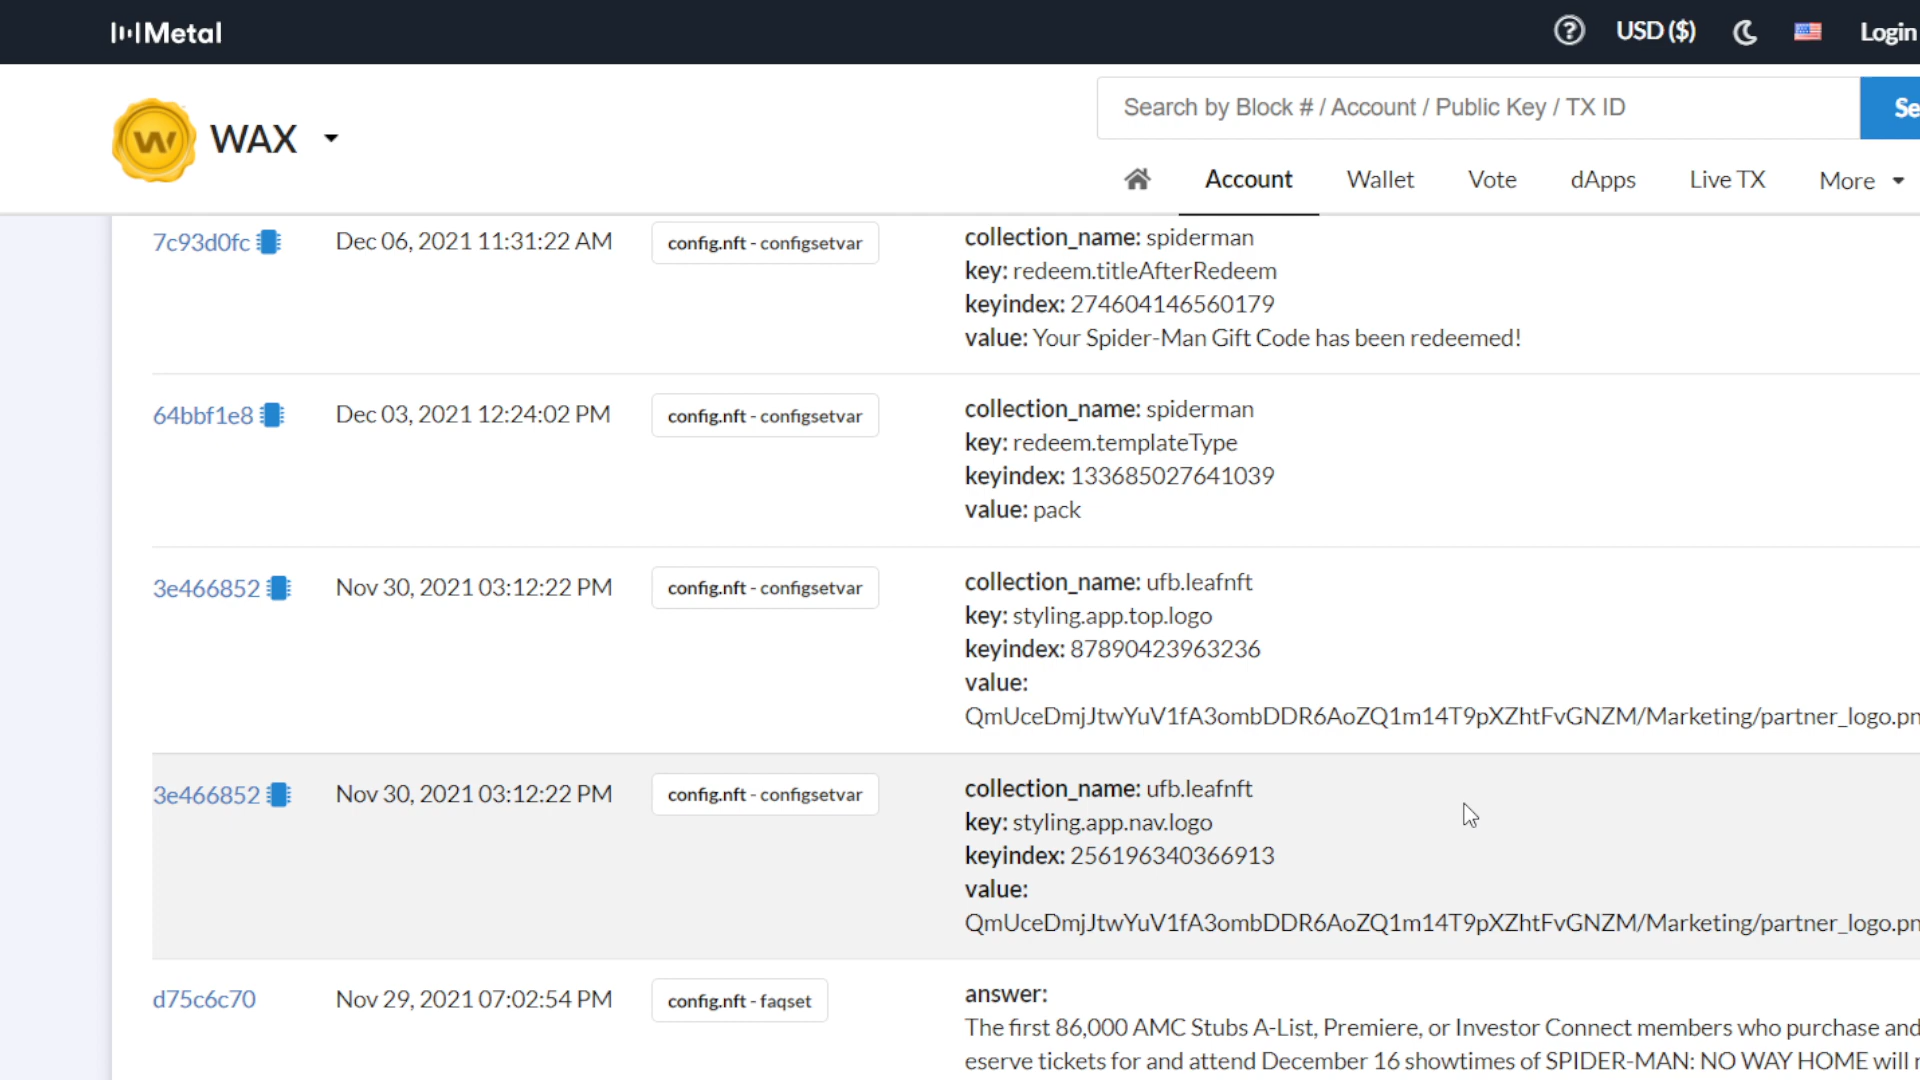 Metal
USD ($)
Login
WAX
Search by Block # / Account / Public Key / TX ID
Se
Account
Wallet
Vote
dApps
Live TX
More
7c93d0fc
Dec 06, 2021 11:31:22 AM
config.nft - configsetvar
collection_name: spiderman
key: redeem.titleAfterRedeem
keyindex: 274604146560179
value: Your Spider-Man Gift Code has been redeemed!
64bbf1e8
Dec 03, 2021 12:24:02 PM
config.nft - configsetvar
collection_name: spiderman
key: redeem.templateType
keyindex: 133685027641039
value: pack
3e466852
Nov 30, 2021 03:12:22 PM
config.nft - configsetvar
collection_name: ufb.leafnft
key: styling.app.top.logo
keyindex: 87890423963236
value:
QmUceDmjJtwYuV1fA3ombDDR6AoZQ1m14T9pXZhtFvGNZM/Marketing/partner_logo.pn
3e466852
Nov 30, 2021 03:12:22 PM
config.nft - configsetvar
collection_name: ufb.leafnft
key: styling.app.nav.logo
keyindex: 256196340366913
value:
QmUceDmjJtwYuV1fA3ombDDR6AoZQ1m14T9pXZhtFvGNZM/Marketing/partner_logo.pn
d75c6c70
Nov 29, 2021 07:02:54 PM
config.nft - faqset
answer:
The first 86,000 AMC Stubs A-List, Premiere, or Investor Connect members who purchase and
eserve tickets for and attend December 16 showtimes of SPIDER-MAN: NO WAY HOME will